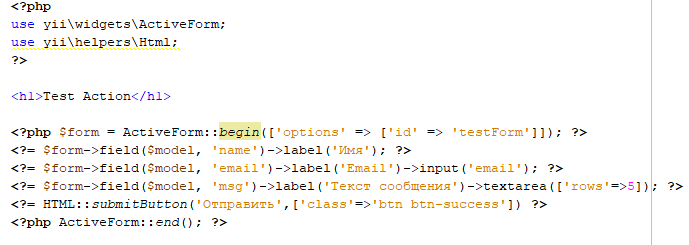 <?php
use yii\widgets\ActiveForm;
use yii\helpers\Html;
?>
<h1>Test Action</h1>
<?php $form = ActiveForm::begin(['options' => ['id' => 'testForm']]); ?>
<?= $form->field($model, 'name')->label('Имя'); ?>
<?= $form->field($model, 'email')->label('Email')->input('email'); ?>
<?= $form->field($model, 'msg')->label('Текст сообщения')->textarea(['rows'=>5]); ?>
<?= HTML::submitButton('Отправить',['class'=>'btn btn-success']) ?>
<?php ActiveForm::end(); ?>